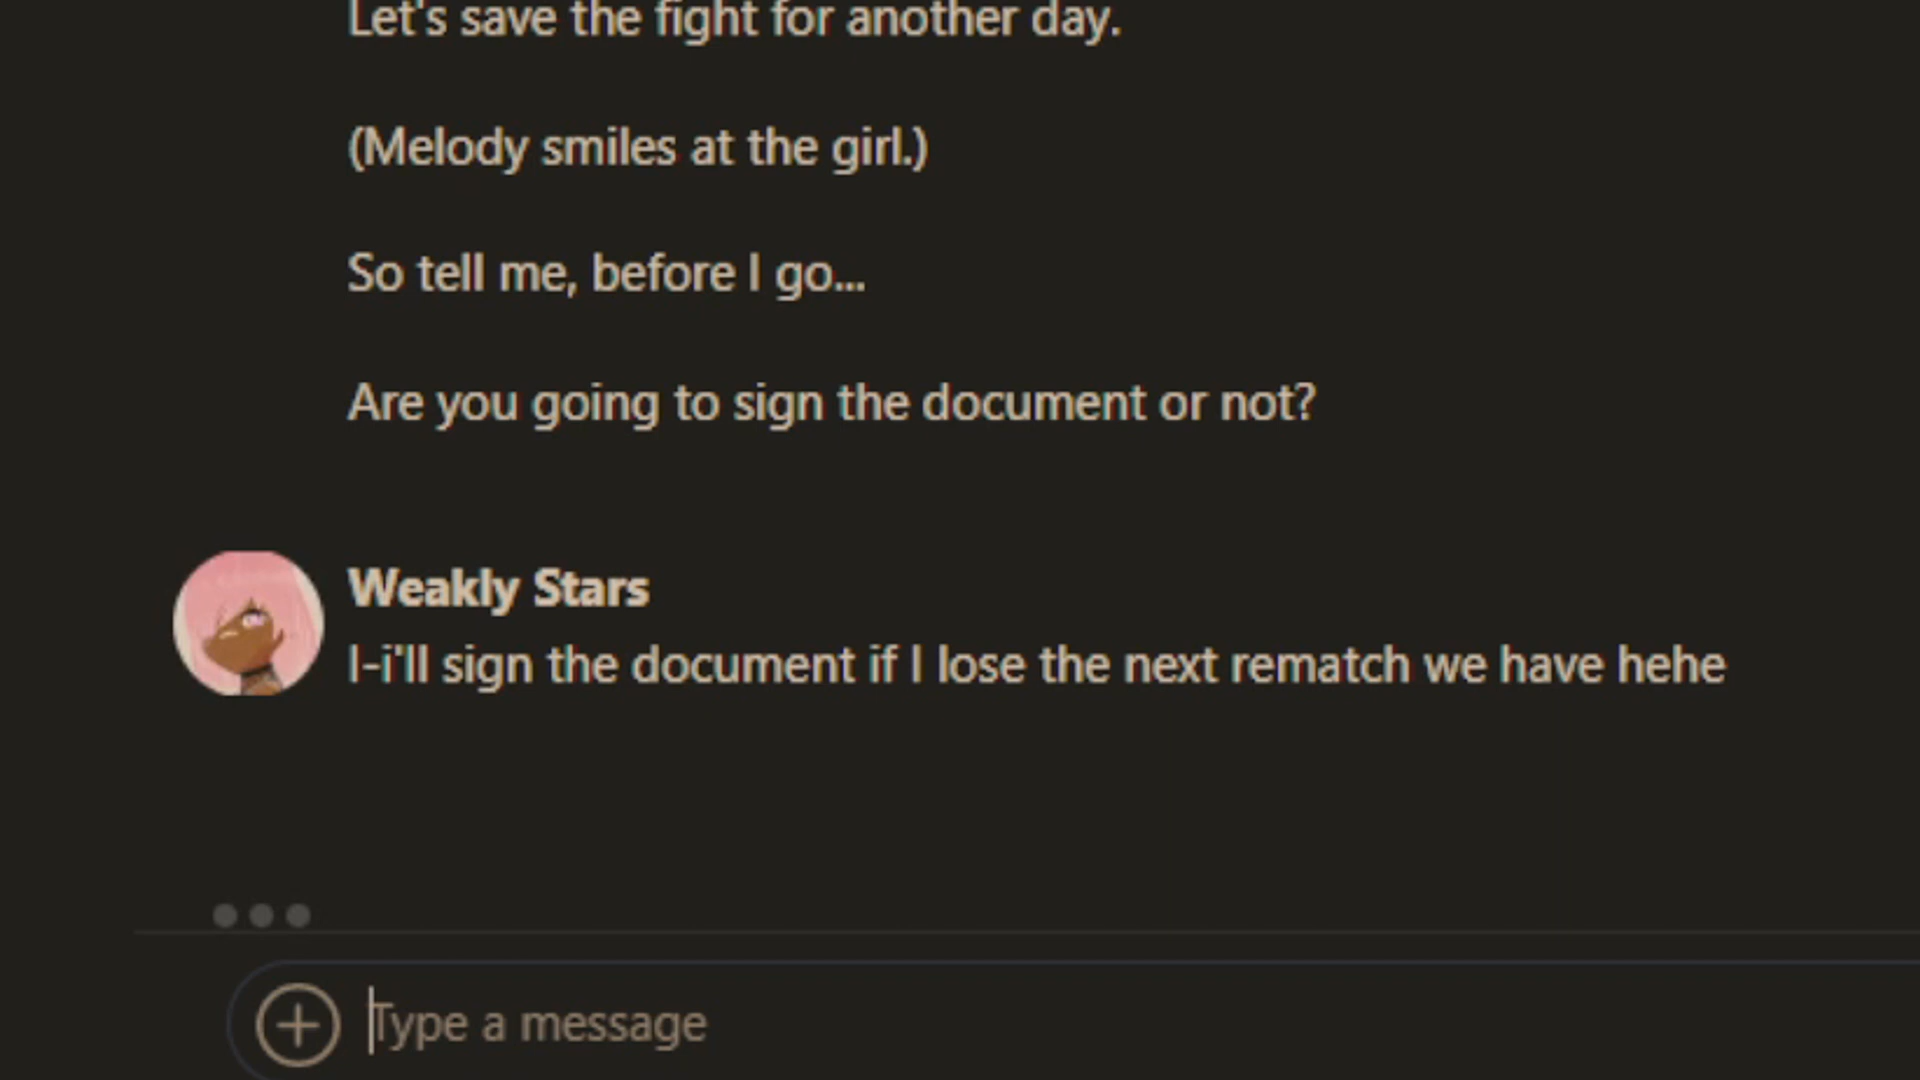 Let's save the fight for another day.
(Melody smiles at the girl.)
So tell me, before I go...
Are you going to sign the document or not?
Weakly Stars
I-i'll sign the document if I lose the next rematch we have hehe
Type a message